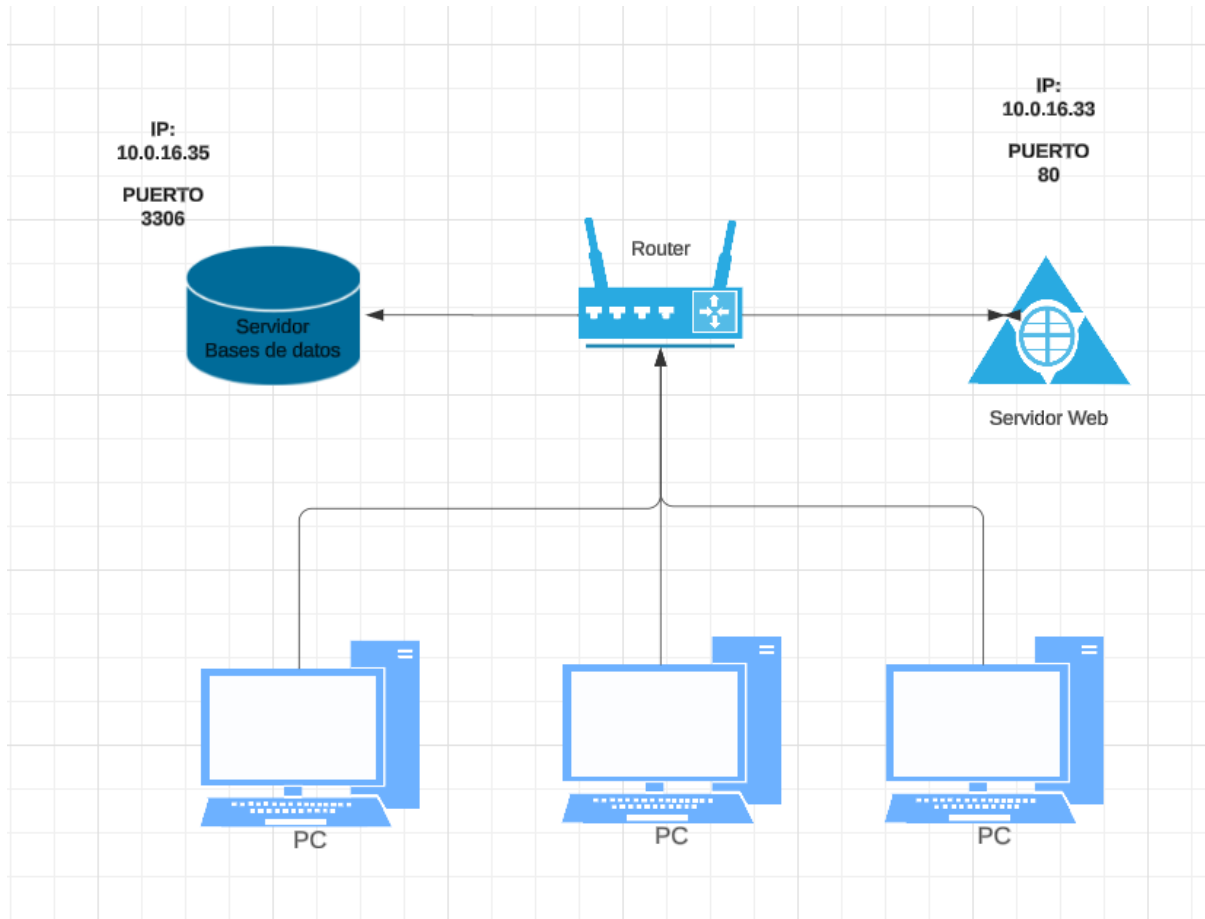 IP:
10.0.16.35
PUERTO
3306
IP:
10.0.16.33
PUERTO
80
Router
Servidor
Bases de datos
Servidor Web
PC
PC
PC